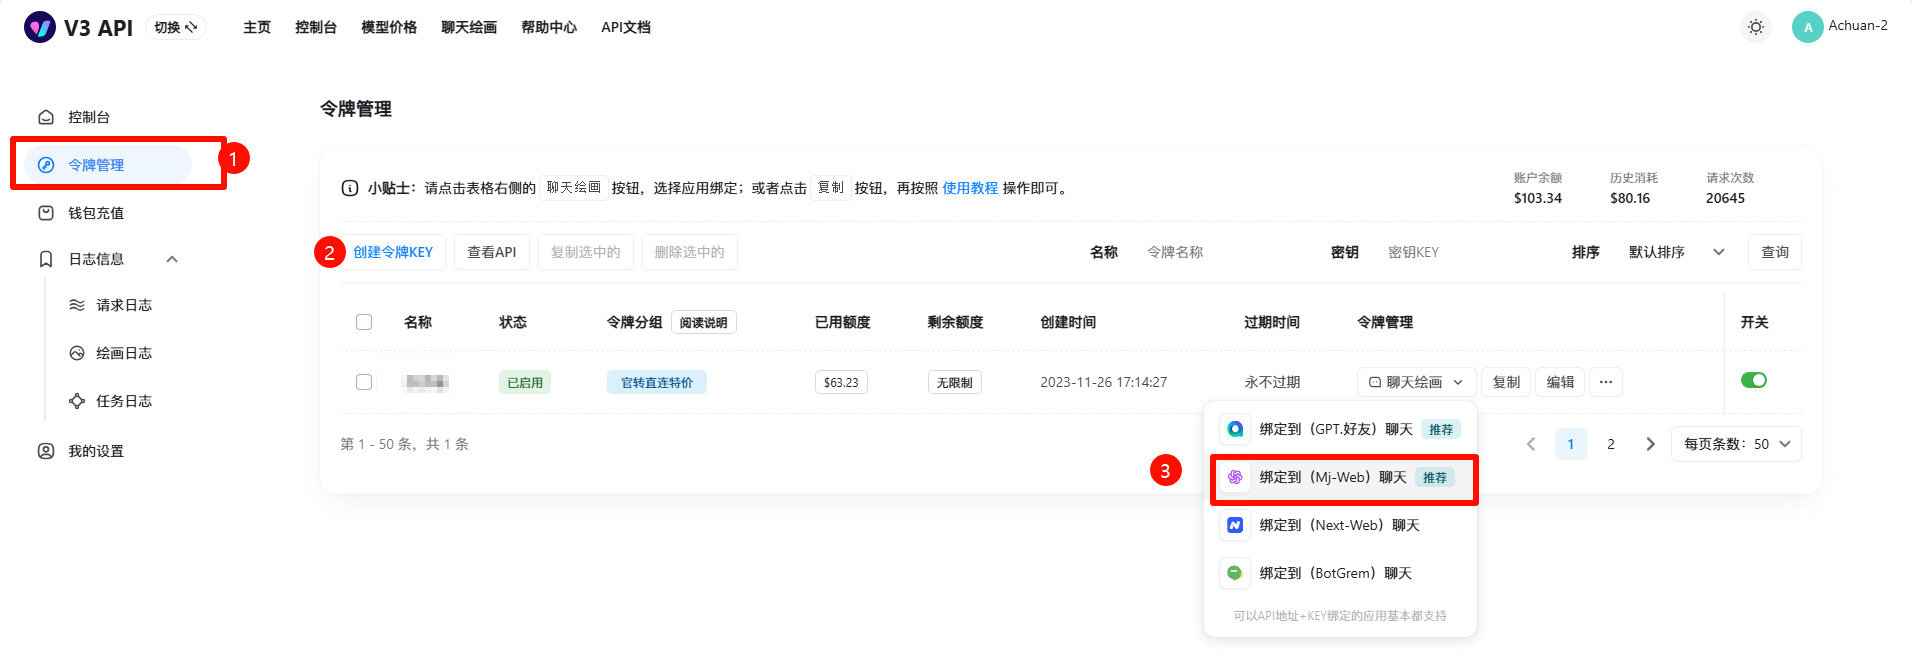 V3 API 切换 主页 控制台 模型价格 聊天绘画 帮助中心 API文档 A Achuan-2
控制台
令牌管理
1
钱包充值
日志信息
请求日志
绘画日志
任务日志
我的设置
令牌管理
小贴士：请点击表格右侧的 聊天绘画 按钮，选择应用绑定；或者点击 复制 按钮，再按照 使用教程 操作即可。
账户余额 历史消耗 请求次数
$103.34 $80.16 20645
2 创建令牌KEY 查看API 复制选中的 删除选中的 名称 令牌名称 密钥 密钥KEY 排序 默认排序 查询
名称 状态 令牌分组 阅读说明 已用额度 剩余额度 创建时间 过期时间 令牌管理 开关
已启用 官转直连特价 $63.23 无限制 2023-11-26 17:14:27 永不过期 聊天绘画 复制 编辑 ···
第 1 - 50 条，共 1 条 1 2 每页条数：50
绑定到（GPT.好友）聊天 推荐
3 绑定到（Mj-Web）聊天 推荐
绑定到（Next-Web）聊天
绑定到（BotGrem）聊天
可以API地址+KEY绑定的应用基本都支持